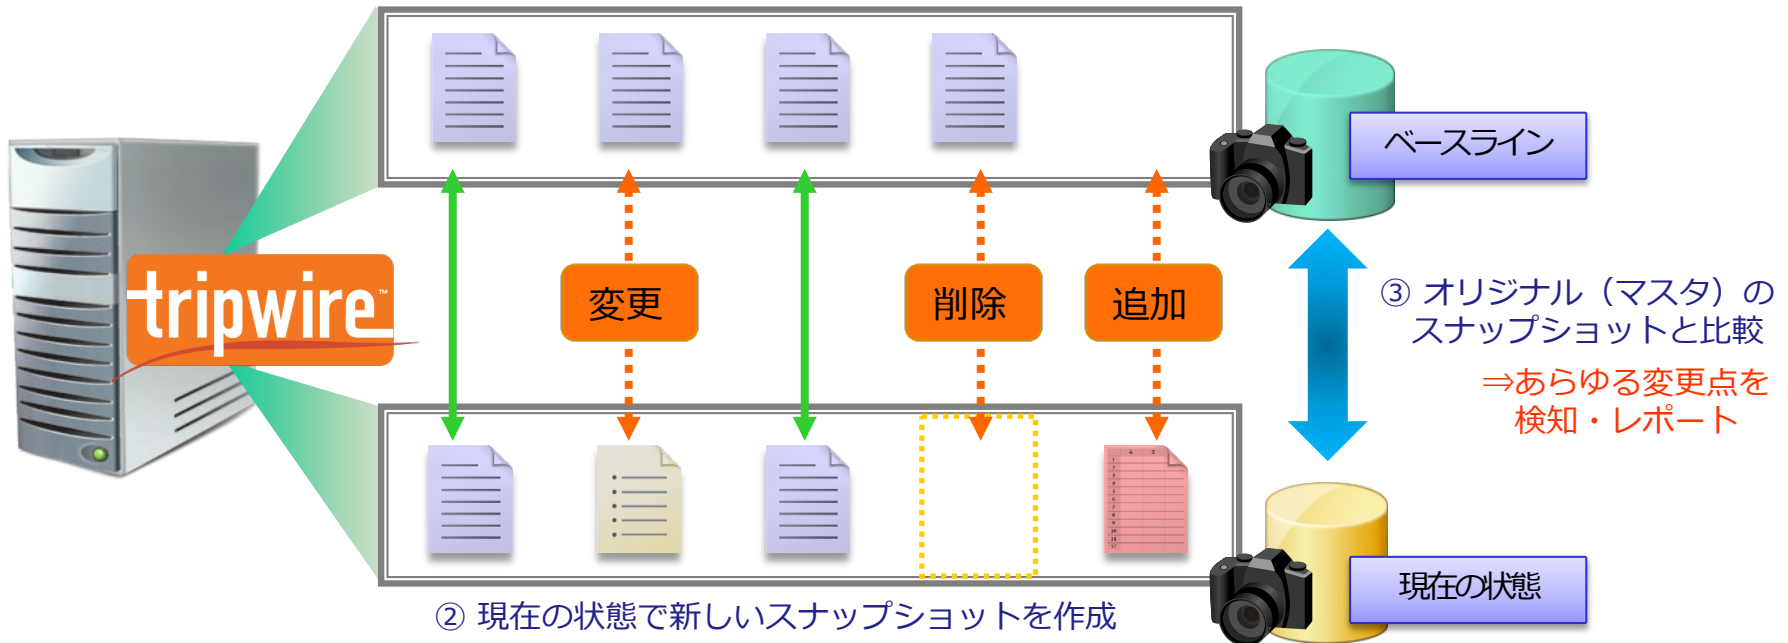 ベースライン
tripwire™
変更
削除
追加
③ オリジナル（マスタ）の
スナップショットと比較
⇒あらゆる変更点を
検知・レポート
現在の状態
② 現在の状態で新しいスナップショットを作成